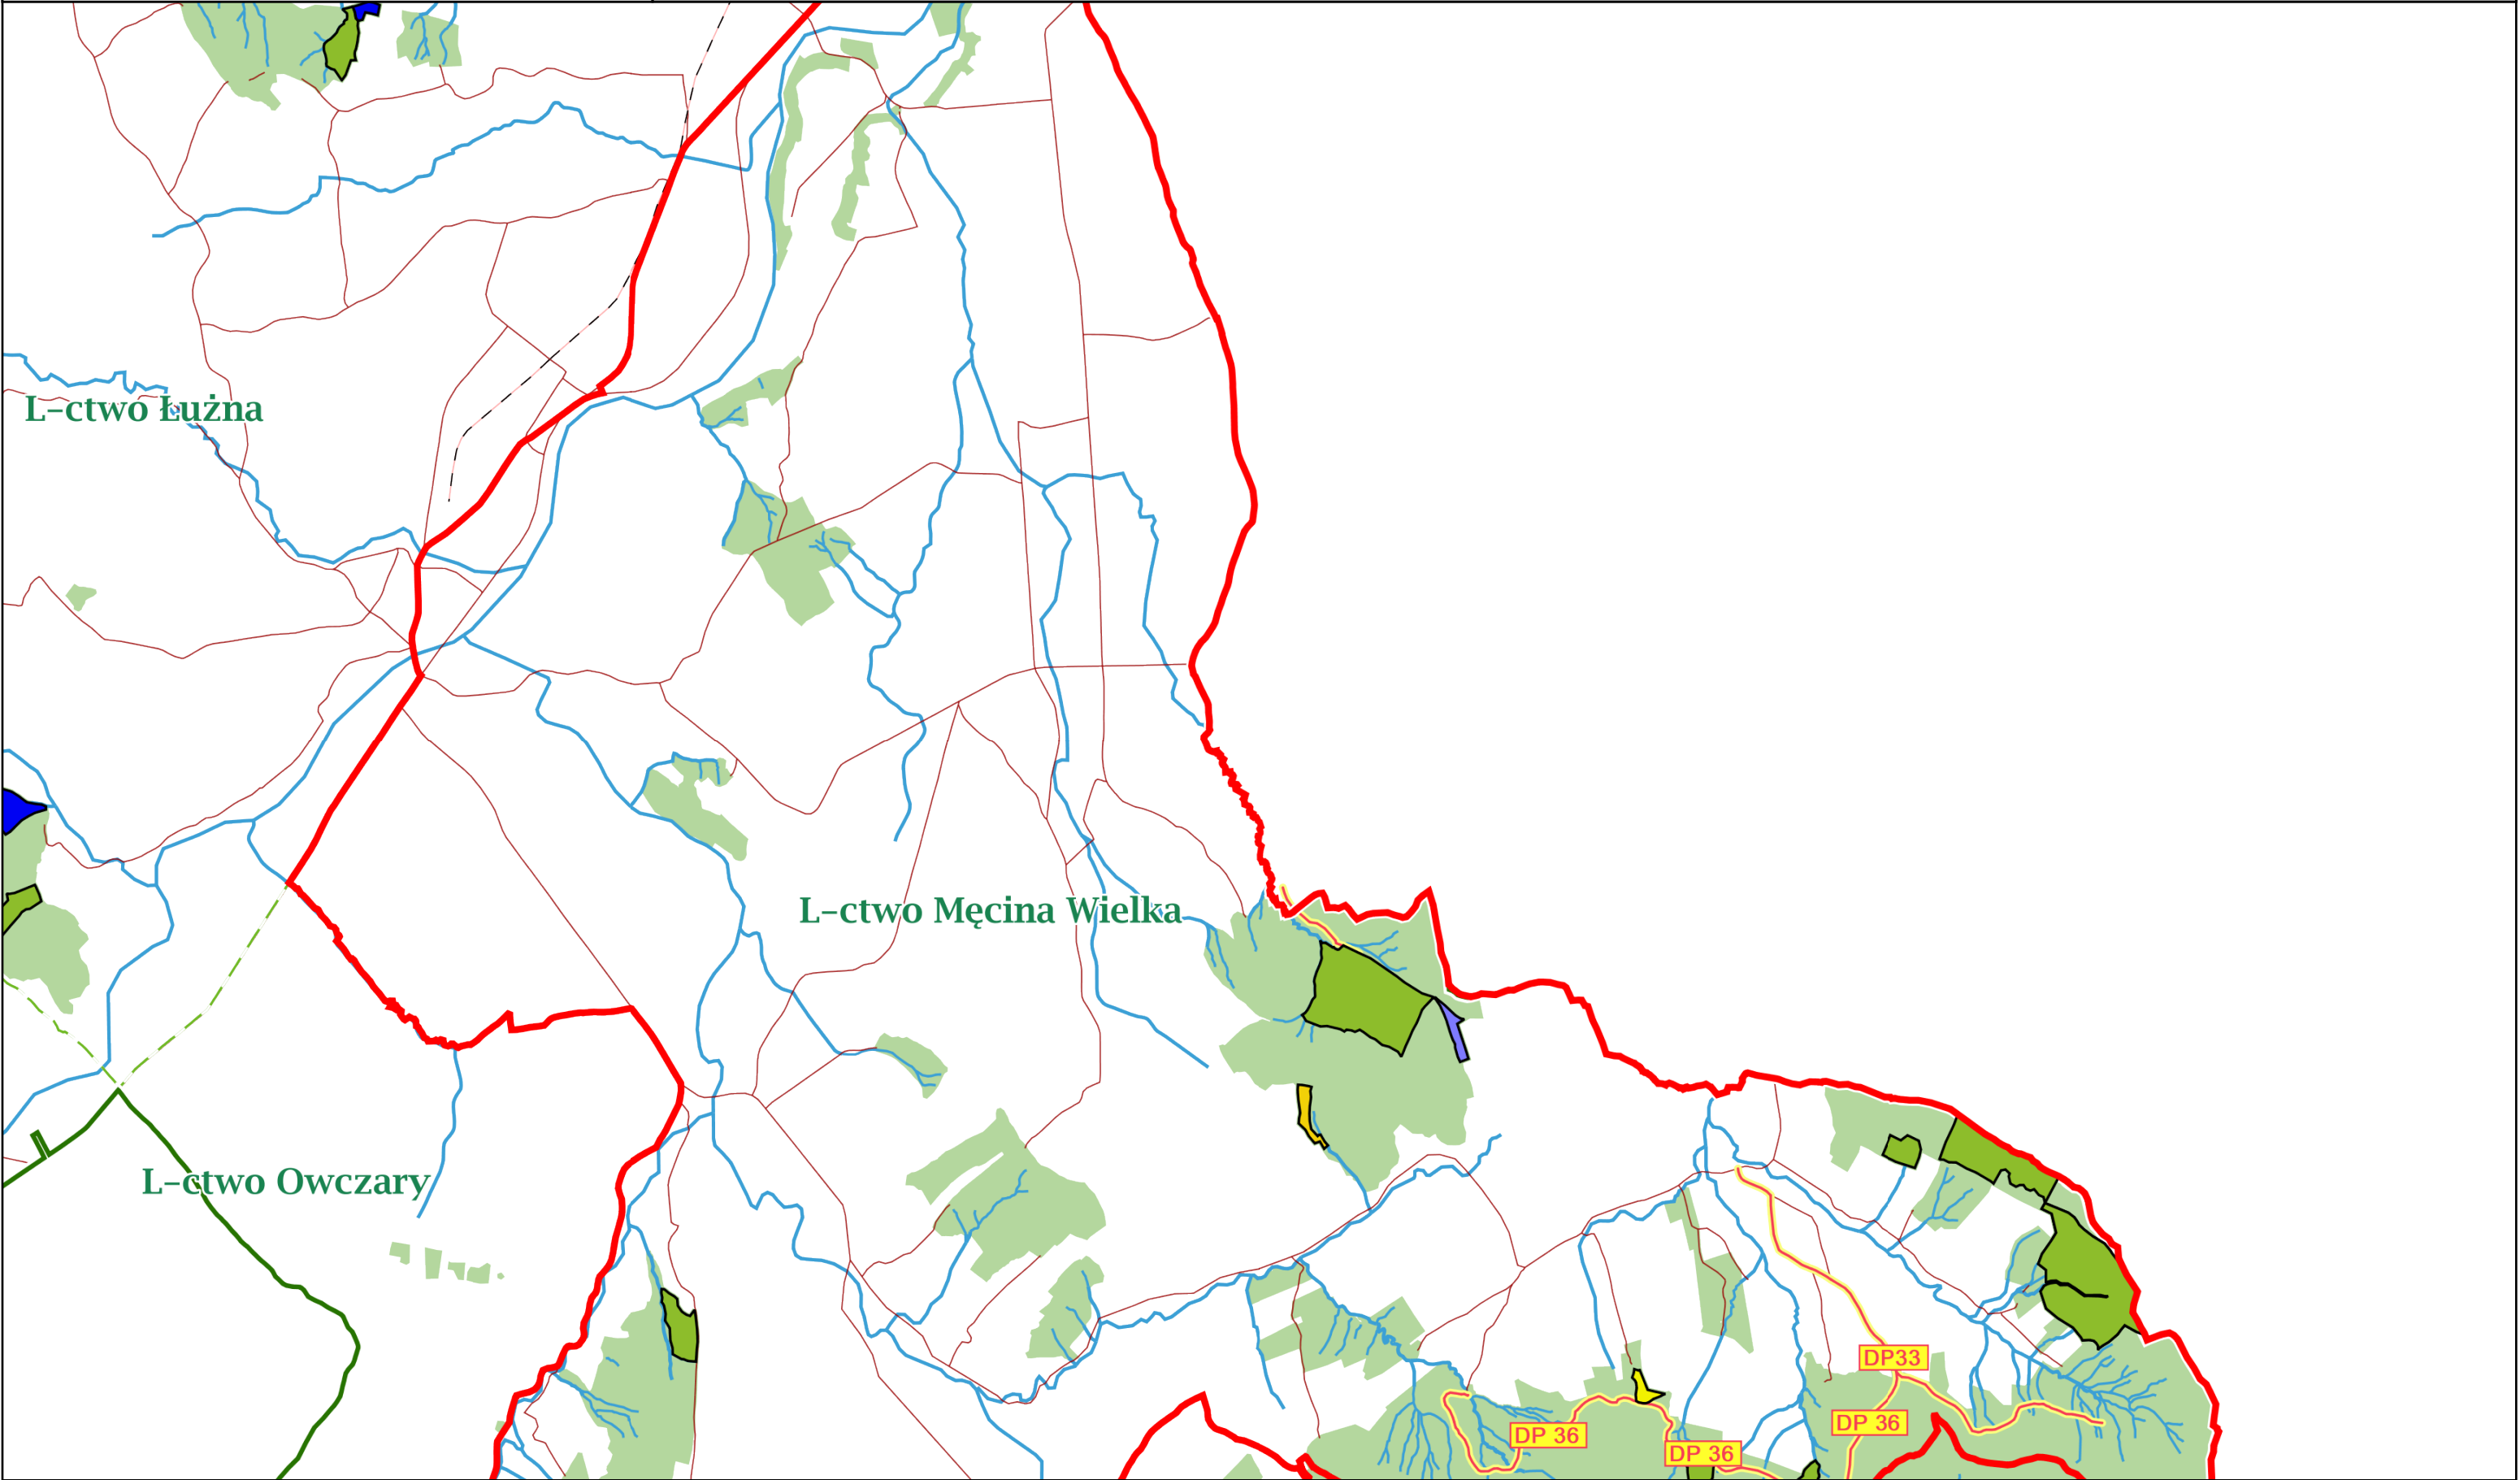 L-ctwo Łużna
L-ctwo Męcina Wielka
L-ctwo Owczary
DP33
DP 36
DP 36
DP 36